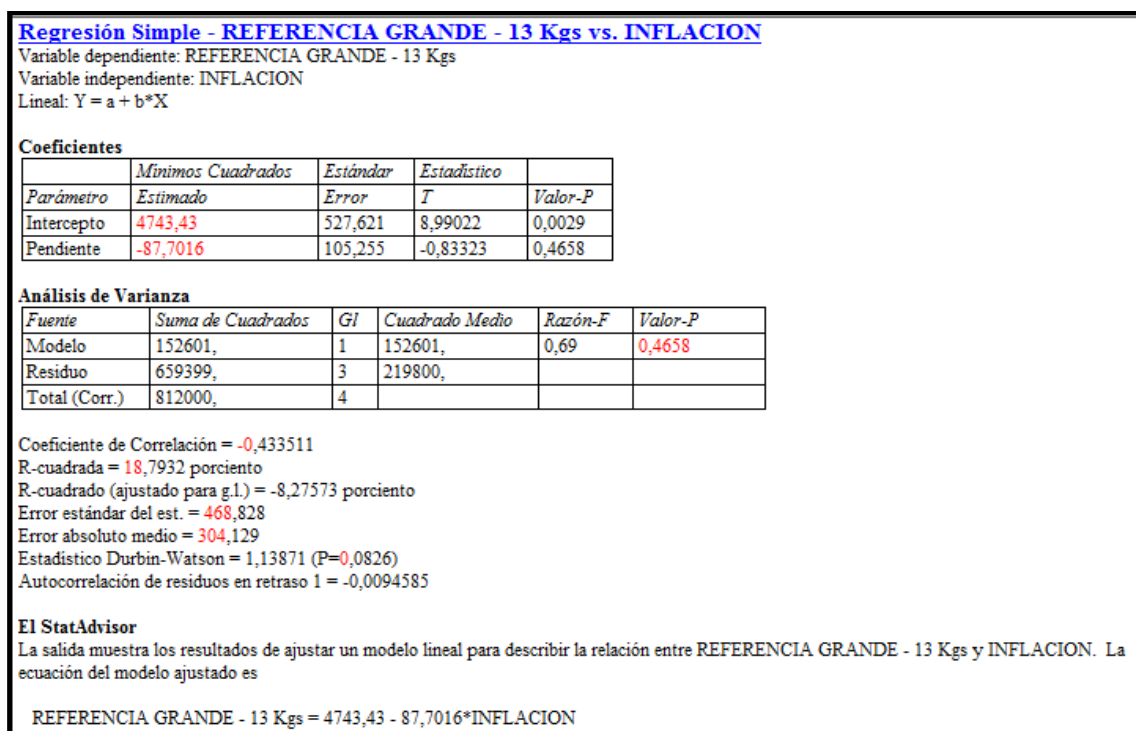 Regresión Simple - REFERENCIA GRANDE - 13 Kgs vs. INFLACION
Variable dependiente: REFERENCIA GRANDE - 13 Kgs
Variable independiente: INFLACION
Lineal: Y = a + b*X
Coeficientes
Mínimos Cuadrados Estándar Estadístico
Parámetro Estimado Error T Valor-P
Intercepto 4743,43 527,621 8,99022 0,0029
Pendiente -87,7016 105,255 -0,83323 0,4658
Análisis de Varianza
Fuente Suma de Cuadrados Gl Cuadrado Medio Razón-F Valor-P
Modelo 152601, 1 152601, 0,69 0,4658
Residuo 659399, 3 219800,
Total (Corr.) 812000, 4
Coeficiente de Correlación = -0,433511
R-cuadrada = 18,7932 porciento
R-cuadrado (ajustado para g.l.) = -8,27573 porciento
Error estándar del est. = 468,828
Error absoluto medio = 304,129
Estadístico Durbin-Watson = 1,13871 (P=0,0826)
Autocorrelación de residuos en retraso 1 = -0,0094585
El StatAdvisor
La salida muestra los resultados de ajustar un modelo lineal para describir la relación entre REFERENCIA GRANDE - 13 Kgs y INFLACION. La
ecuación del modelo ajustado es
REFERENCIA GRANDE - 13 Kgs = 4743,43 - 87,7016*INFLACION